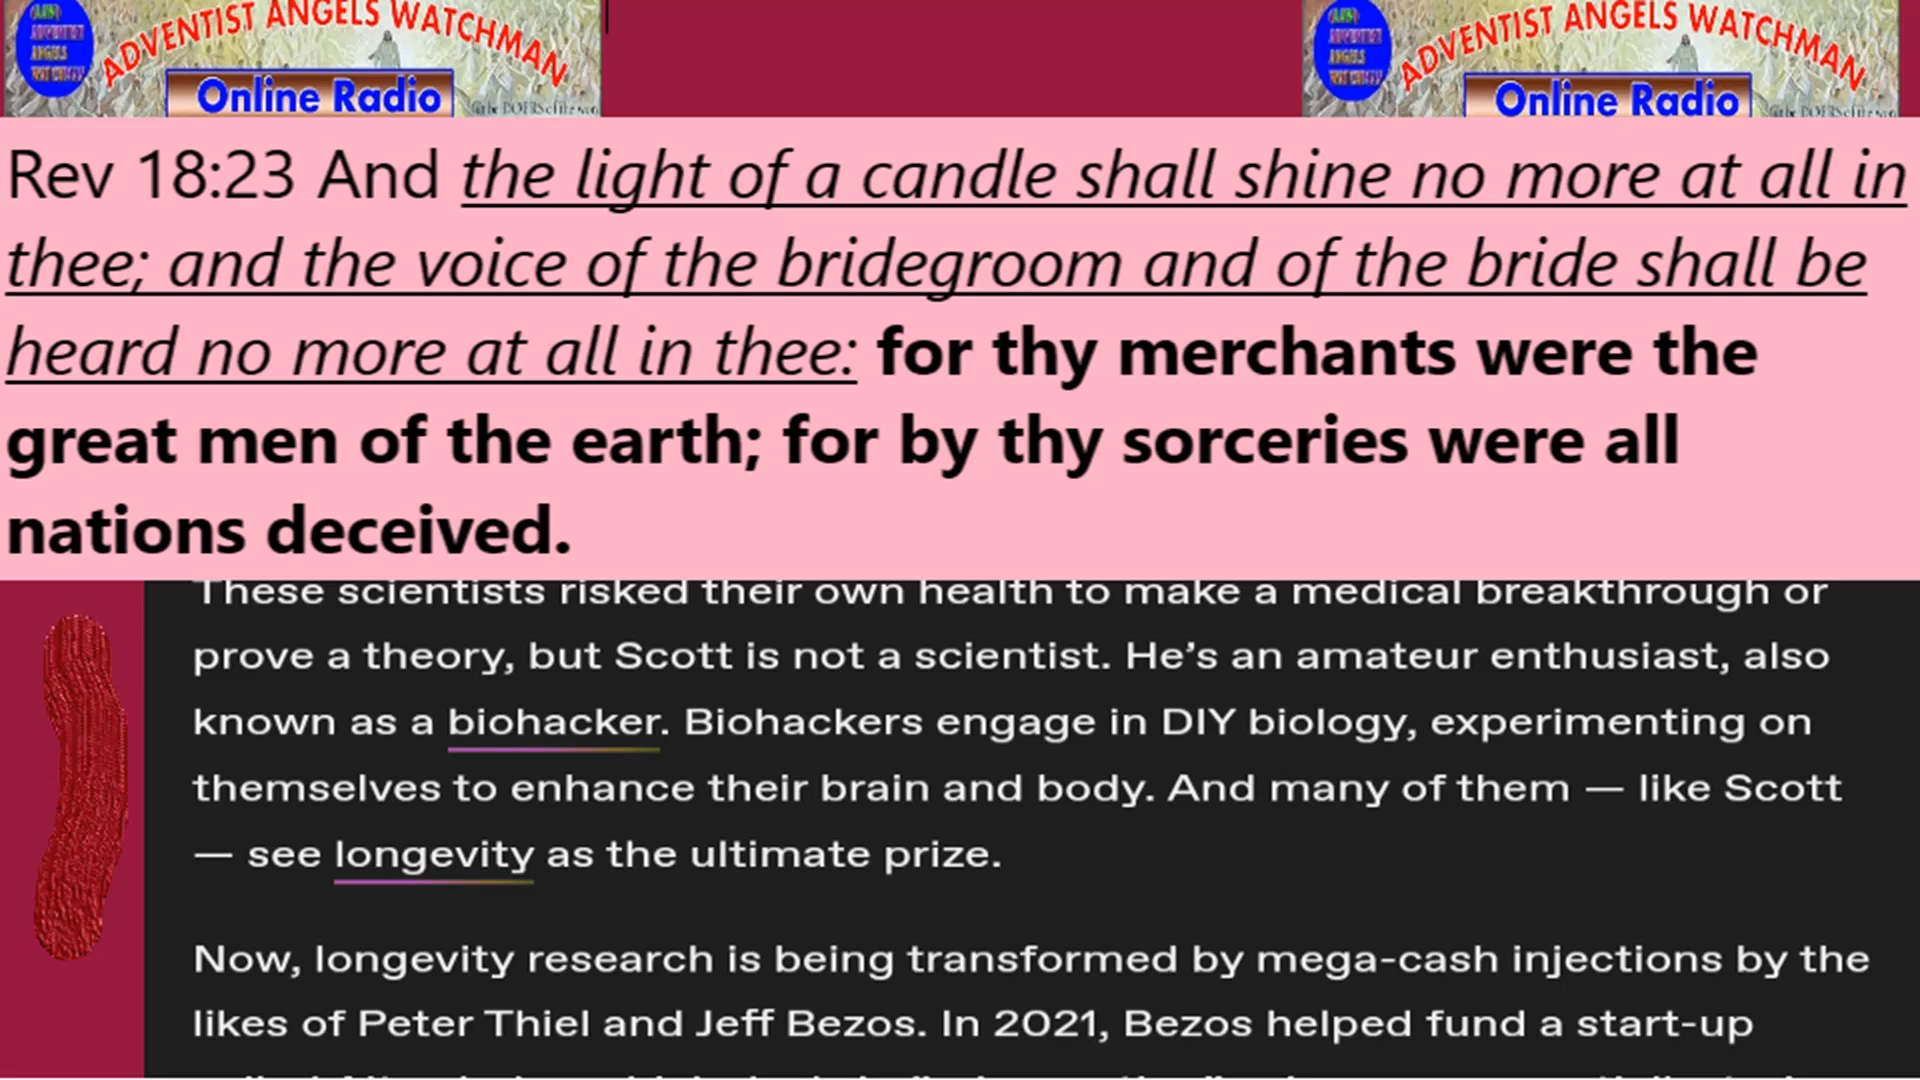 ADVENTIST ANGELS WATCHMAN
Online Radio
ADVENTIST ANGELS WATCHMAN
Online Radio
Rev 18:23 And the light of a candle shall shine no more at all in
thee; and the voice of the bridegroom and of the bride shall be
heard no more at all in thee: for thy merchants were the
great men of the earth; for by thy sorceries were all
nations deceived.
These scientists risked their own health to make a medical breakthrough or
prove a theory, but Scott is not a scientist. He’s an amateur enthusiast, also
known as a biohacker. Biohackers engage in DIY biology, experimenting on
themselves to enhance their brain and body. And many of them — like Scott
— see longevity as the ultimate prize.
Now, longevity research is being transformed by mega-cash injections by the
likes of Peter Thiel and Jeff Bezos. In 2021, Bezos helped fund a start-up